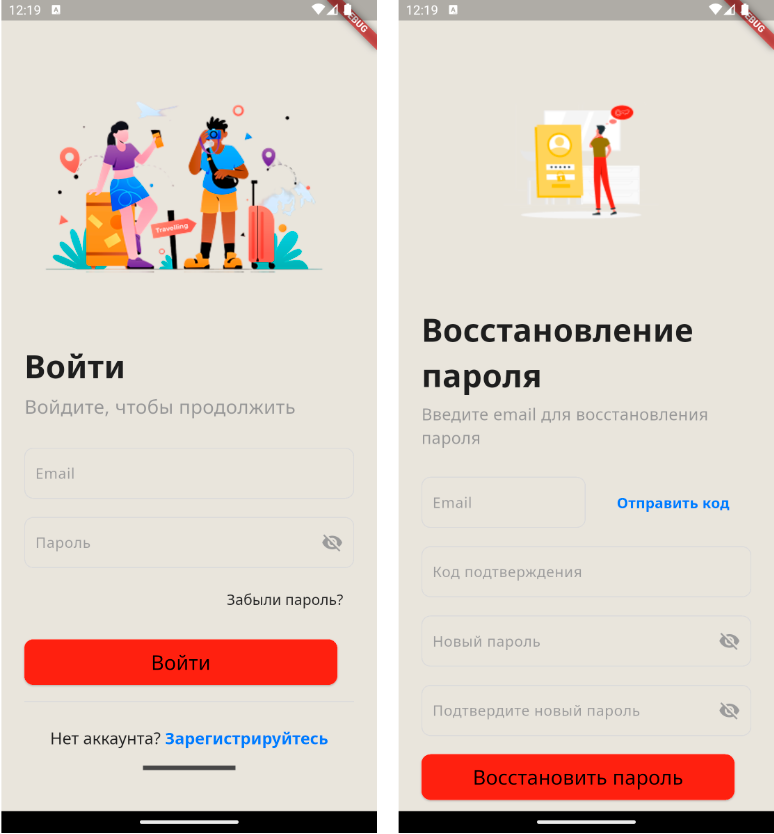 12:19 A
DEBUG
Travelling
Войти
Войдите, чтобы продолжить
Email
Пароль
Забыли пароль?
Войти
Нет аккаунта? Зарегистрируйтесь
12:19 A
DEBUG
Восстановление
пароля
Введите email для восстановления
пароля
Email
Отправить код
Код подтверждения
Новый пароль
Подтвердите новый пароль
Восстановить пароль